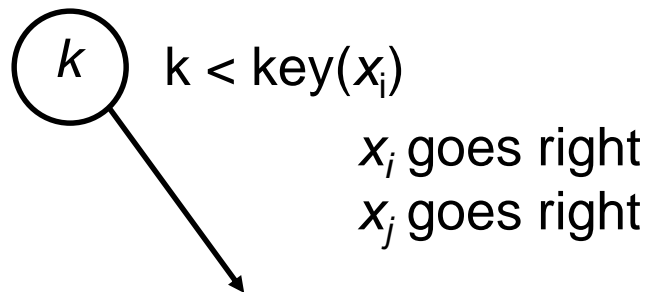 k k < key(xᵢ)
xᵢ goes right
xⱼ goes right